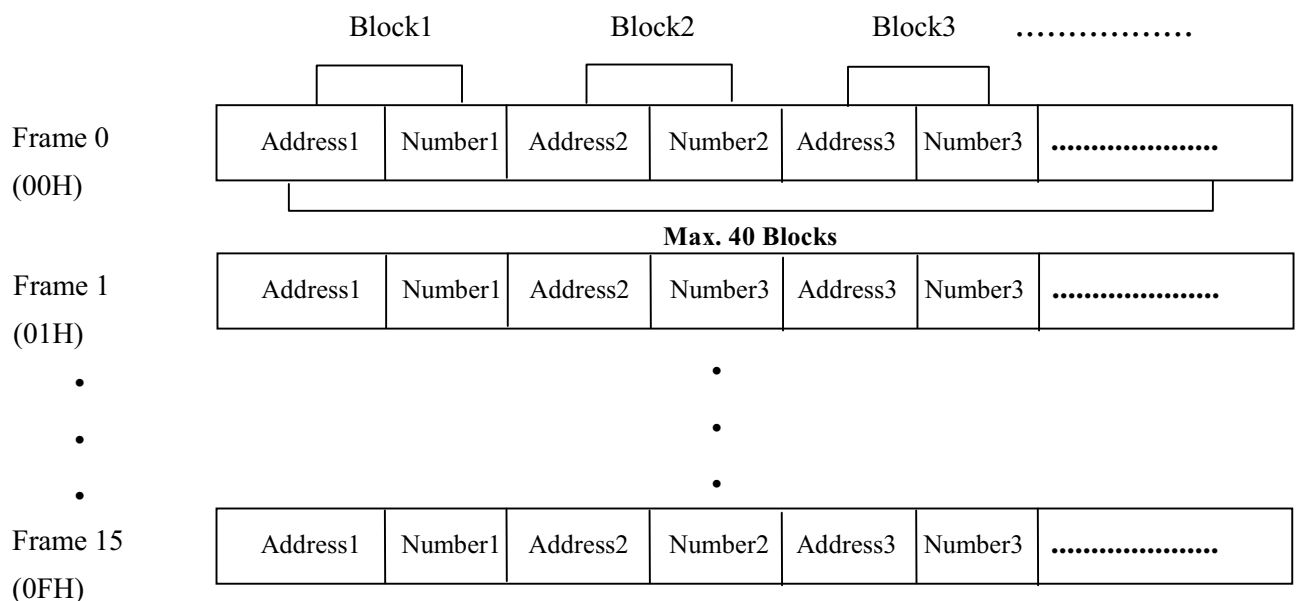 Block1 Block2 Block3 .................
Frame 0
(00H)
Address1 Number1 Address2 Number2 Address3 Number3 .....................
Max. 40 Blocks
Frame 1
(01H)
Address1 Number1 Address2 Number3 Address3 Number3 .....................
Frame 15
(0FH)
Address1 Number1 Address2 Number2 Address3 Number3 .....................